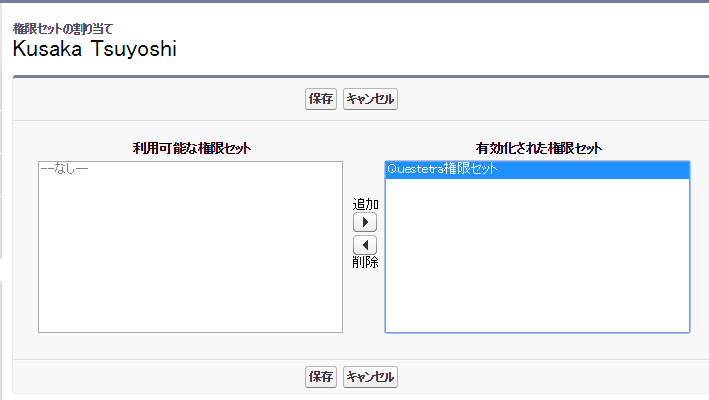 権限セットの割り当て
Kusaka Tsuyoshi
保存 キャンセル
利用可能な権限セット 有効化された権限セット
--なし-- Questetra権限セット
追加
削除
保存 キャンセル